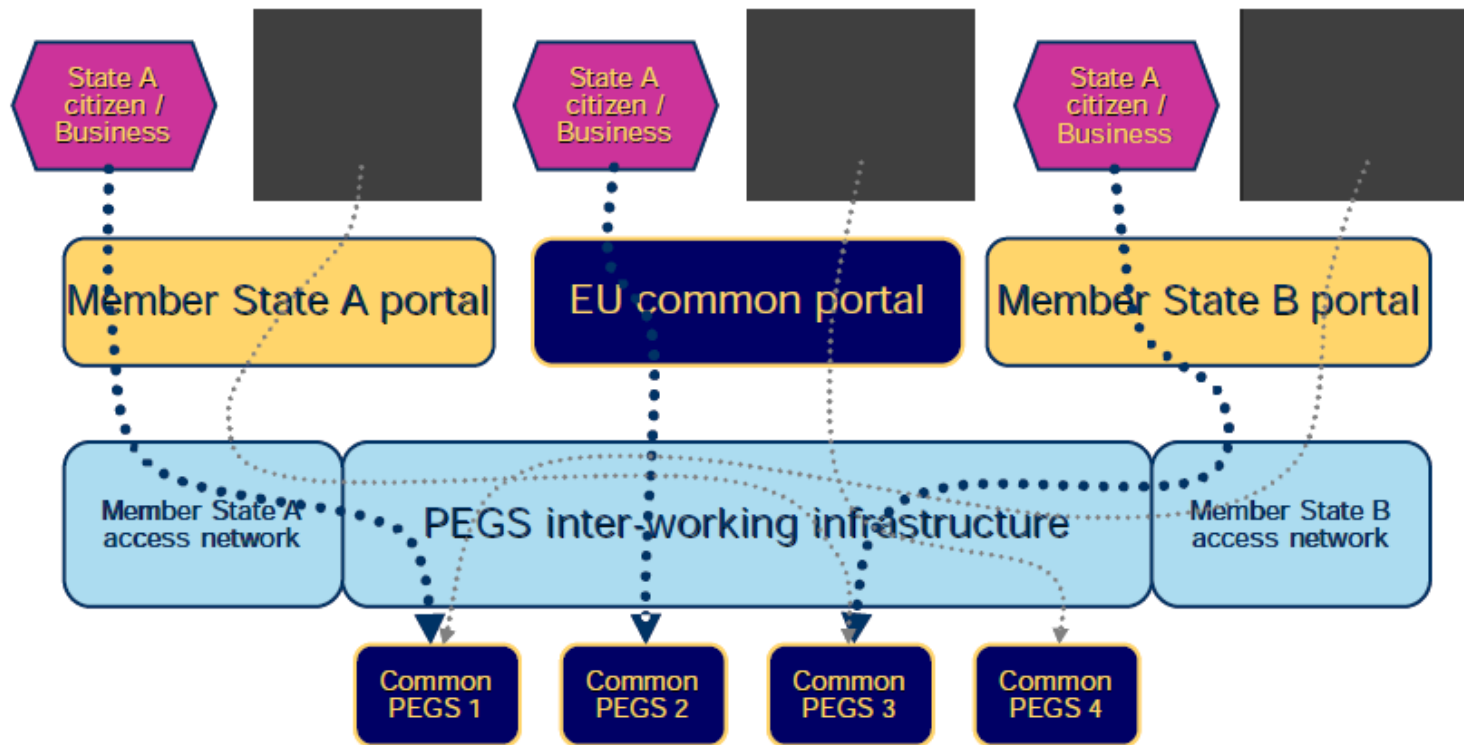 State A
citizen /
Business
State A
citizen /
Business
State A
citizen /
Business
Member State A portal
EU common portal
Member State B portal
Member State A
access network
PEGS inter-working infrastructure
Member State B
access network
Common
PEGS 1
Common
PEGS 2
Common
PEGS 3
Common
PEGS 4